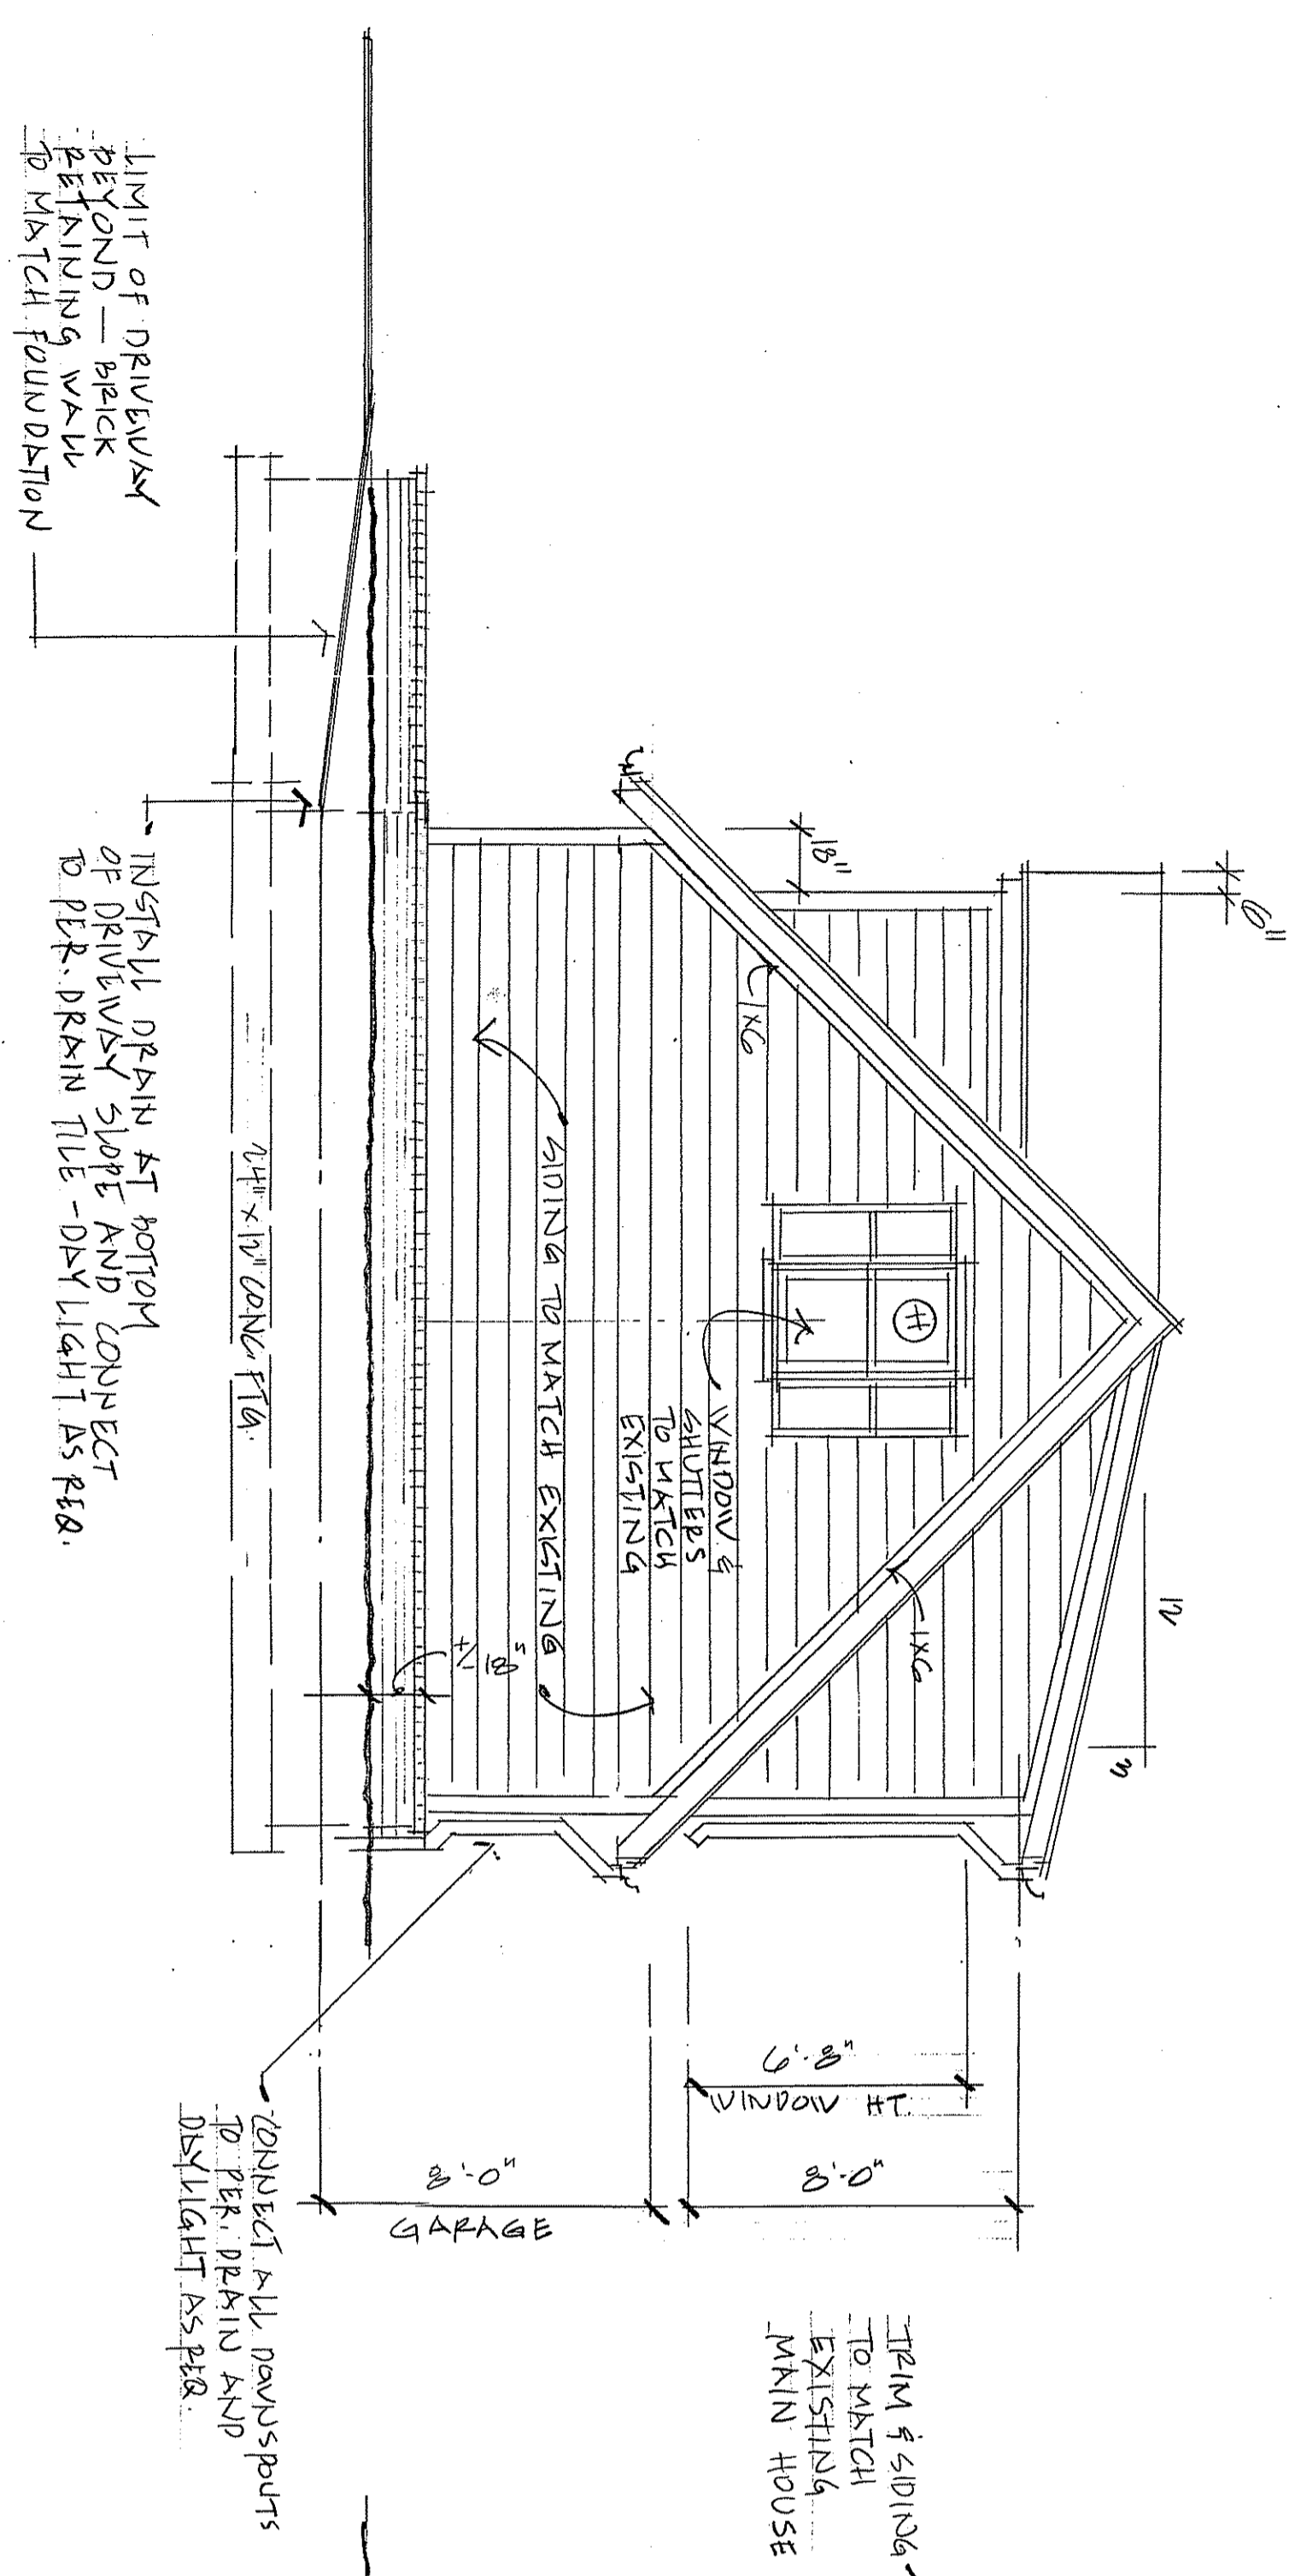 6"
18"
12
3
1X6
1X6
H
WINDOW &
SHUTTERS
TO MATCH
EXISTING
SIDING TO MATCH EXISTING
+/- 18"
6'-8"
WINDOW HT.
8'-0"
8'-0"
GARAGE
TRIM & SIDING
TO MATCH
EXISTING
MAIN HOUSE
24" x 12" CONC. FTG.
LIMIT OF DRIVEWAY
BEYOND — BRICK
RETAINING WALL
TO MATCH FOUNDATION
INSTALL DRAIN AT BOTTOM
OF DRIVEWAY SLOPE AND CONNECT
TO PER. DRAIN TILE - DAYLIGHT AS REQ.
CONNECT ALL DOWNSPOUTS
TO PER. DRAIN AND
DAYLIGHT AS REQ.